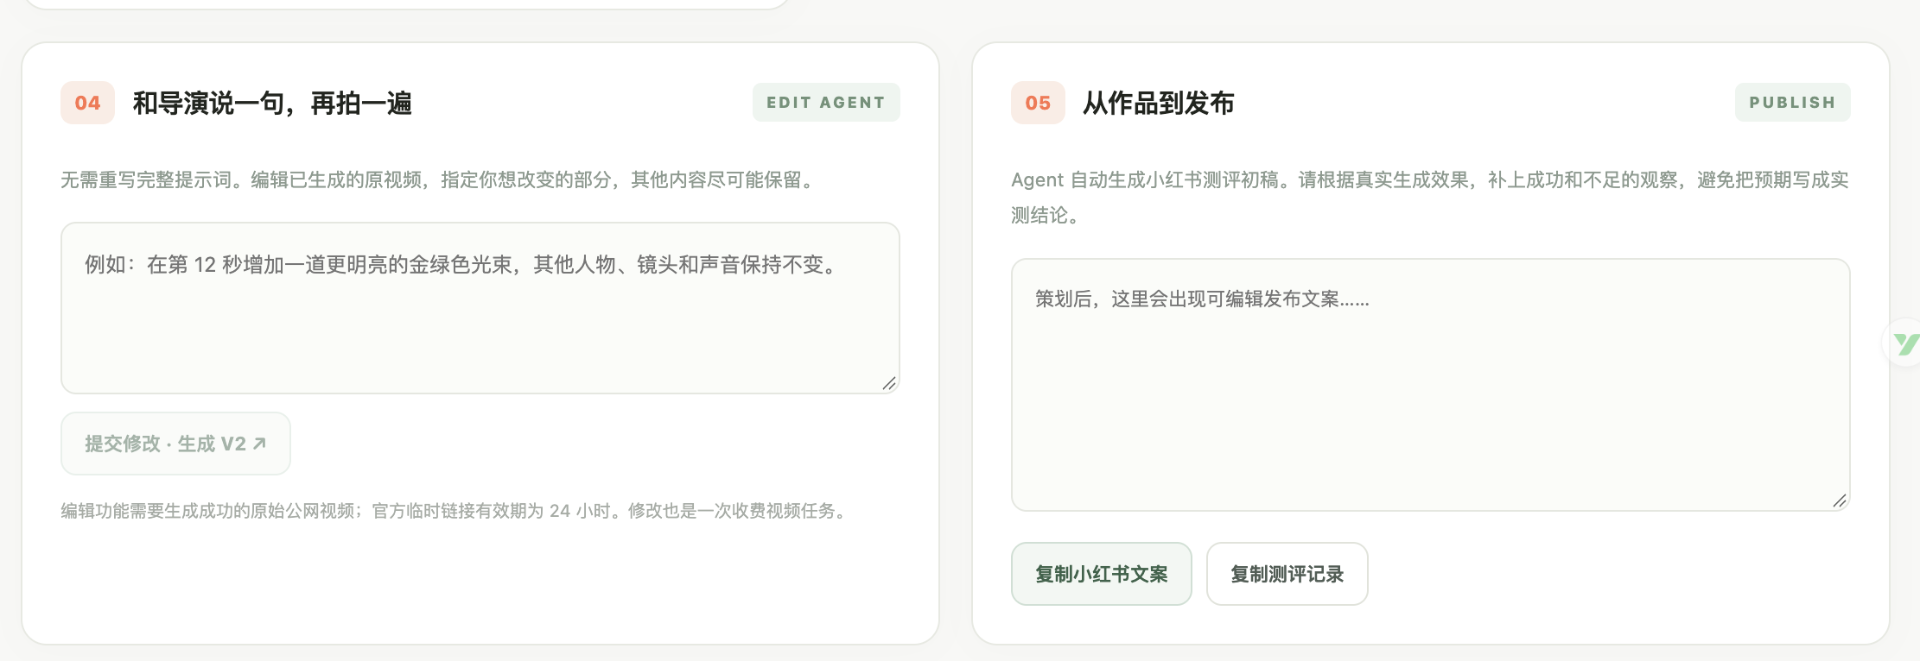 04 和导演说一句，再拍一遍 EDIT AGENT
无需重写完整提示词。编辑已生成的原视频，指定你想改变的部分，其他内容尽可能保留。
例如：在第 12 秒增加一道更明亮的金绿色光束，其他人物、镜头和声音保持不变。
提交修改 · 生成 V2 ↗
编辑功能需要生成成功的原始公网视频；官方临时链接有效期为 24 小时。修改也是一次收费视频任务。
05 从作品到发布 PUBLISH
Agent 自动生成小红书测评初稿。请根据真实生成效果，补上成功和不足的观察，避免把预期写成实
测结论。
策划后，这里会出现可编辑发布文案……
复制小红书文案 复制测评记录